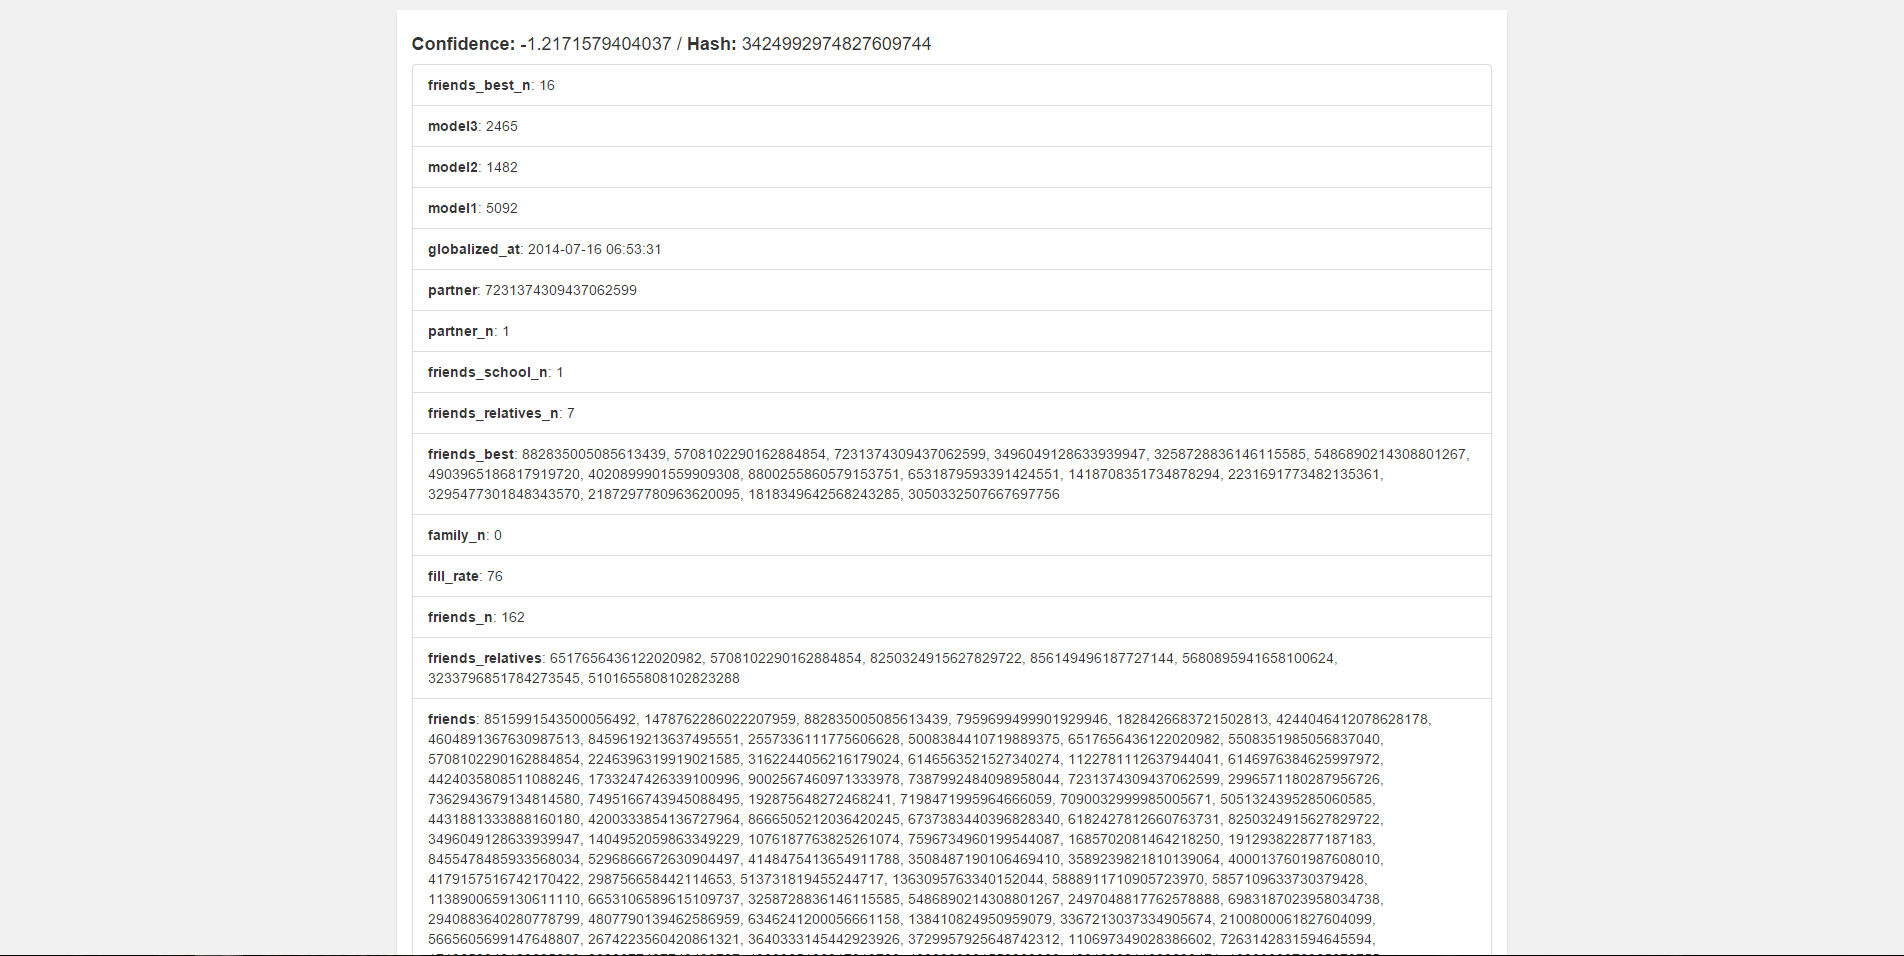 Confidence: -1.2171579404037 / Hash: 3424992974827609744
friends_best_n: 16
model3: 2465
model2: 1482
model1: 5092
globalized_at: 2014-07-16 06:53:31
partner: 7231374309437062599
partner_n: 1
friends_school_n: 1
friends_relatives_n: 7
friends_best: 882835005085613439, 5708102290162884854, 7231374309437062599, 3496049128633939947, 3258728836146115585, 5486890214308801267,
4903965186817919720, 4020899901559909308, 8800255860579153751, 6531879593391424551, 1418708351734878294, 2231691773482135361,
3295477301848343570, 2187297780963620095, 1818349642568243285, 3050332507667697756
family_n: 0
fill_rate: 76
friends_n: 162
friends_relatives: 6517656436122020982, 5708102290162884854, 8250324915627829722, 856149496187727144, 5680895941658100624,
3233796851784273545, 5101655808102823288
friends: 8515991543500056492, 1478762286022207959, 882835005085613439, 7959699499901929946, 1828426683721502813, 4244046412078628178,
4604891367630987513, 8459619213637495551, 2557336111775606628, 5008384410719889375, 6517656436122020982, 5508351985056837040,
5708102290162884854, 2246396319919021585, 3162244056216179024, 6146563521527340274, 1122781112637944041, 6146976384625997972,
4424035808511088246, 1733247426339100996, 9002567460971333978, 7387992484098958044, 7231374309437062599, 2996571180287956726,
7362943679134814580, 7495166743945088495, 192875648272468241, 7198471995964666059, 7090032999985005671, 5051324395285060585,
4431881333888160180, 4200333854136727964, 8666505212036420245, 6737383440396828340, 6182427812660763731, 8250324915627829722,
3496049128633939947, 1404952059863349229, 1076187763825261074, 7596734960199544087, 1685702081464218250, 191293822877187183,
8455478485933568034, 5296866672630904497, 4148475413654911788, 3508487190106469410, 3589239821810139064, 4000137601987608010,
4179157516742170422, 298756658442114653, 513731819455244717, 1363095763340152044, 5888911710905723970, 5857109633730379428,
1138900659130611110, 6653106589615109737, 3258728836146115585, 5486890214308801267, 2497048817762578888, 6983187023958034738,
2940883640280778799, 4807790139462586959, 6346241200056661158, 138410824950959079, 3367213037334905674, 2100800061827604099,
5665605699147648807, 2674223560420861321, 3640333145442923926, 3729957925648742312, 110697349028386602, 7263142831594645594,